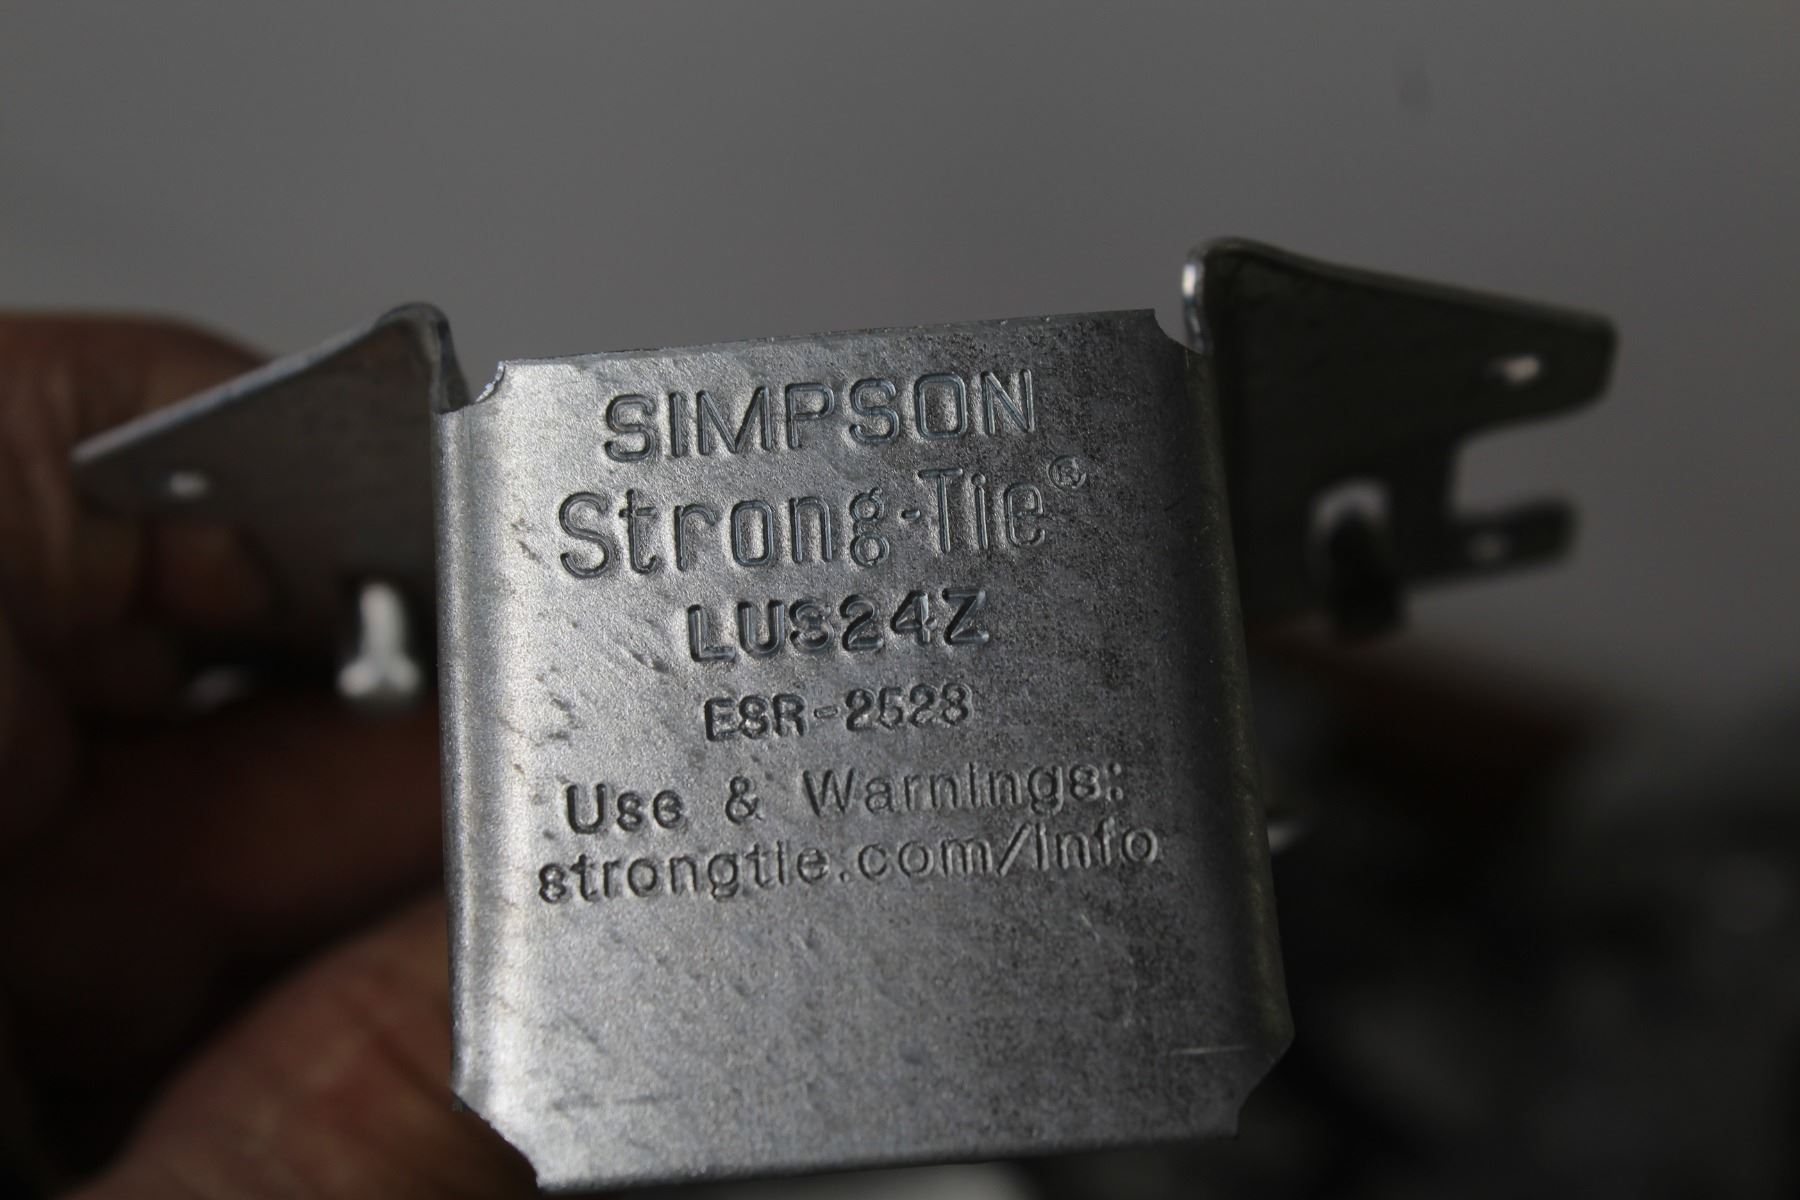 SIMPSON
Strong-Tie®
LUS24Z
ESR-2523
Use & Warnings:
strongtie.com/info